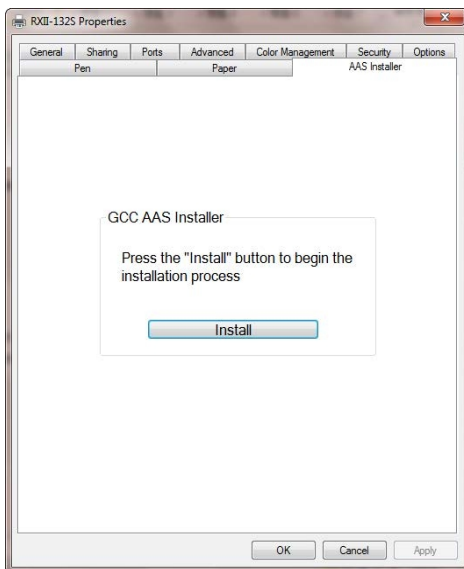 RXII-132S Properties
General Sharing Ports Advanced Color Management Security Options
Pen Paper AAS Installer
GCC AAS Installer
Press the "Install" button to begin the
installation process
Install
OK Cancel Apply